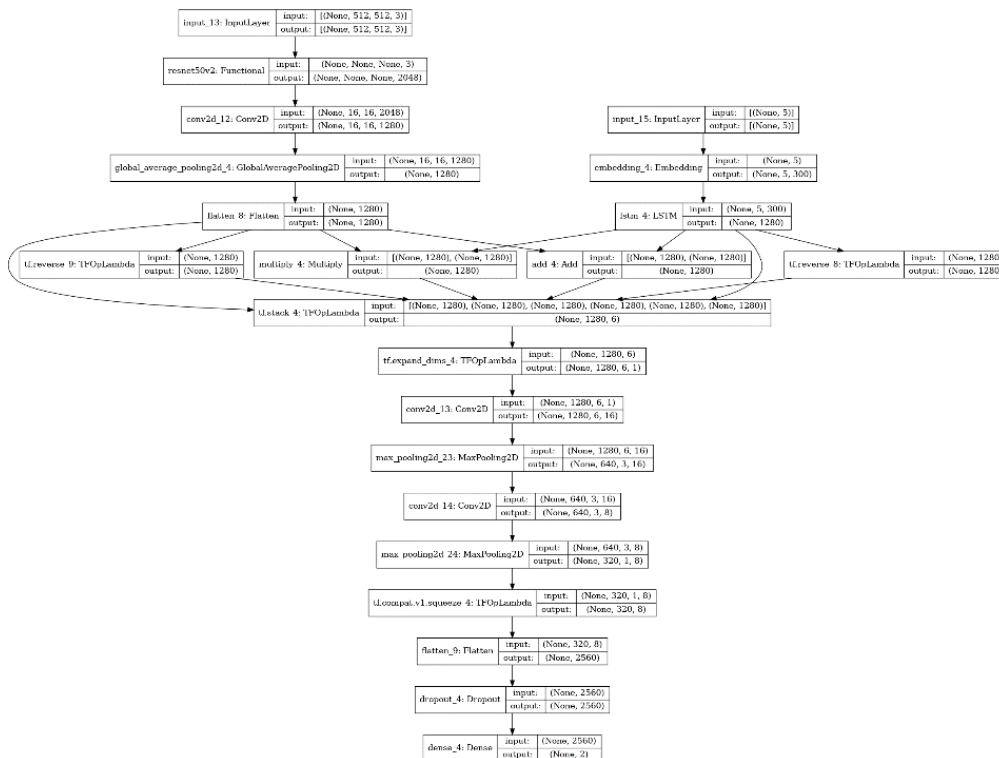 input_13: InputLayer input: [(None, 512, 512, 3)]
output: [(None, 512, 512, 3)]
resnet50v2: Functional input: (None, None, None, 3)
output: (None, None, None, 2048)
conv2d_12: Conv2D input: (None, 16, 16, 2048)
output: (None, 16, 16, 1280)
input_15: InputLayer input: [(None, 5)]
output: [(None, 5)]
global_average_pooling2d_4: GlobalAveragePooling2D input: (None, 16, 16, 1280)
output: (None, 1280)
embedding_4: Embedding input: (None, 5)
output: (None, 5, 300)
flatten_8: Flatten input: (None, 1280)
output: (None, 1280)
lstm_4: LSTM input: (None, 5, 300)
output: (None, 1280)
tf.reverse_9: TFOpLambda input: (None, 1280)
output: (None, 1280)
multiply_4: Multiply input: [(None, 1280), (None, 1280)]
output: (None, 1280)
add_4: Add input: [(None, 1280), (None, 1280)]
output: (None, 1280)
tf.reverse_8: TFOpLambda input: (None, 1280
output: (None, 1280
tf.stack_4: TFOpLambda input: [(None, 1280), (None, 1280), (None, 1280), (None, 1280), (None, 1280), (None, 1280)]
output: (None, 1280, 6)
tf.expand_dims_4: TFOpLambda input: (None, 1280, 6)
output: (None, 1280, 6, 1)
conv2d_13: Conv2D input: (None, 1280, 6, 1)
output: (None, 1280, 6, 16)
max_pooling2d_23: MaxPooling2D input: (None, 1280, 6, 16)
output: (None, 640, 3, 16)
conv2d_14: Conv2D input: (None, 640, 3, 16)
output: (None, 640, 3, 8)
max_pooling2d_24: MaxPooling2D input: (None, 640, 3, 8)
output: (None, 320, 1, 8)
tf.compat.v1.squeeze_4: TFOpLambda input: (None, 320, 1, 8)
output: (None, 320, 8)
flatten_9: Flatten input: (None, 320, 8)
output: (None, 2560)
dropout_4: Dropout input: (None, 2560)
output: (None, 2560)
dense_4: Dense input: (None, 2560)
output: (None, 2)